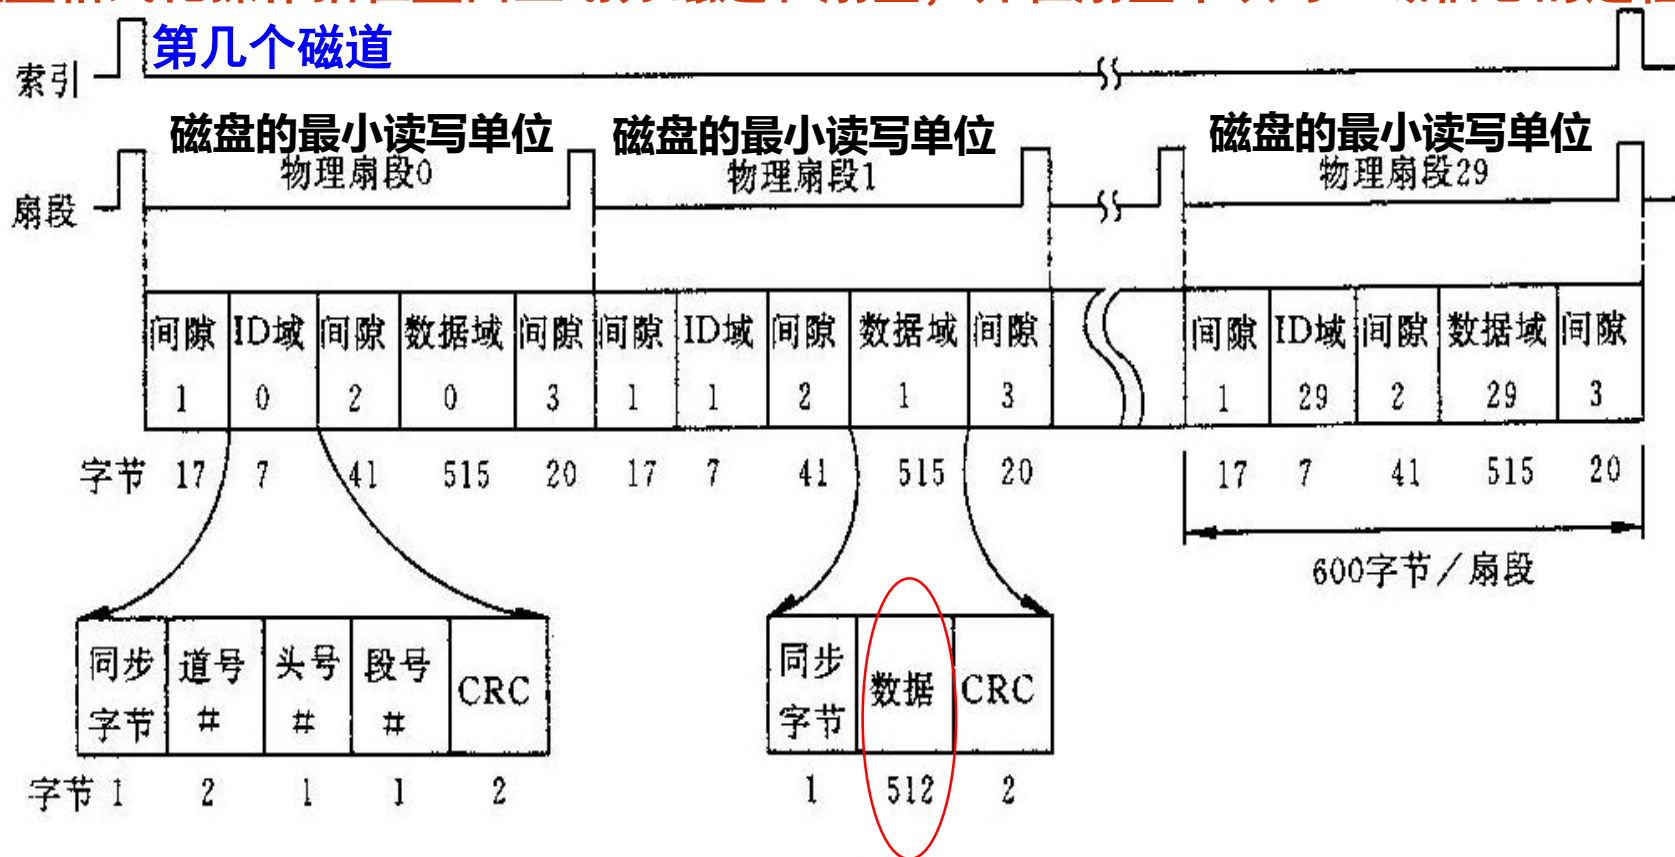 第几个磁道
索引
磁盘的最小读写单位 磁盘的最小读写单位 磁盘的最小读写单位
物理扇段0 物理扇段1 物理扇段29
扇段
间隙 ID域 间隙 数据域 间隙 间隙 ID域 间隙 数据域 间隙 间隙 ID域 间隙 数据域 间隙
1 0 2 0 3 1 1 2 1 3 1 29 2 29 3
字节 17 7 41 515 20 17 7 41 515 20 17 7 41 515 20
600字节/扇段
同步 道号 头号 段号 CRC 同步 数据 CRC
字节 # # # 字节
字节 1 2 1 1 2 1 512 2